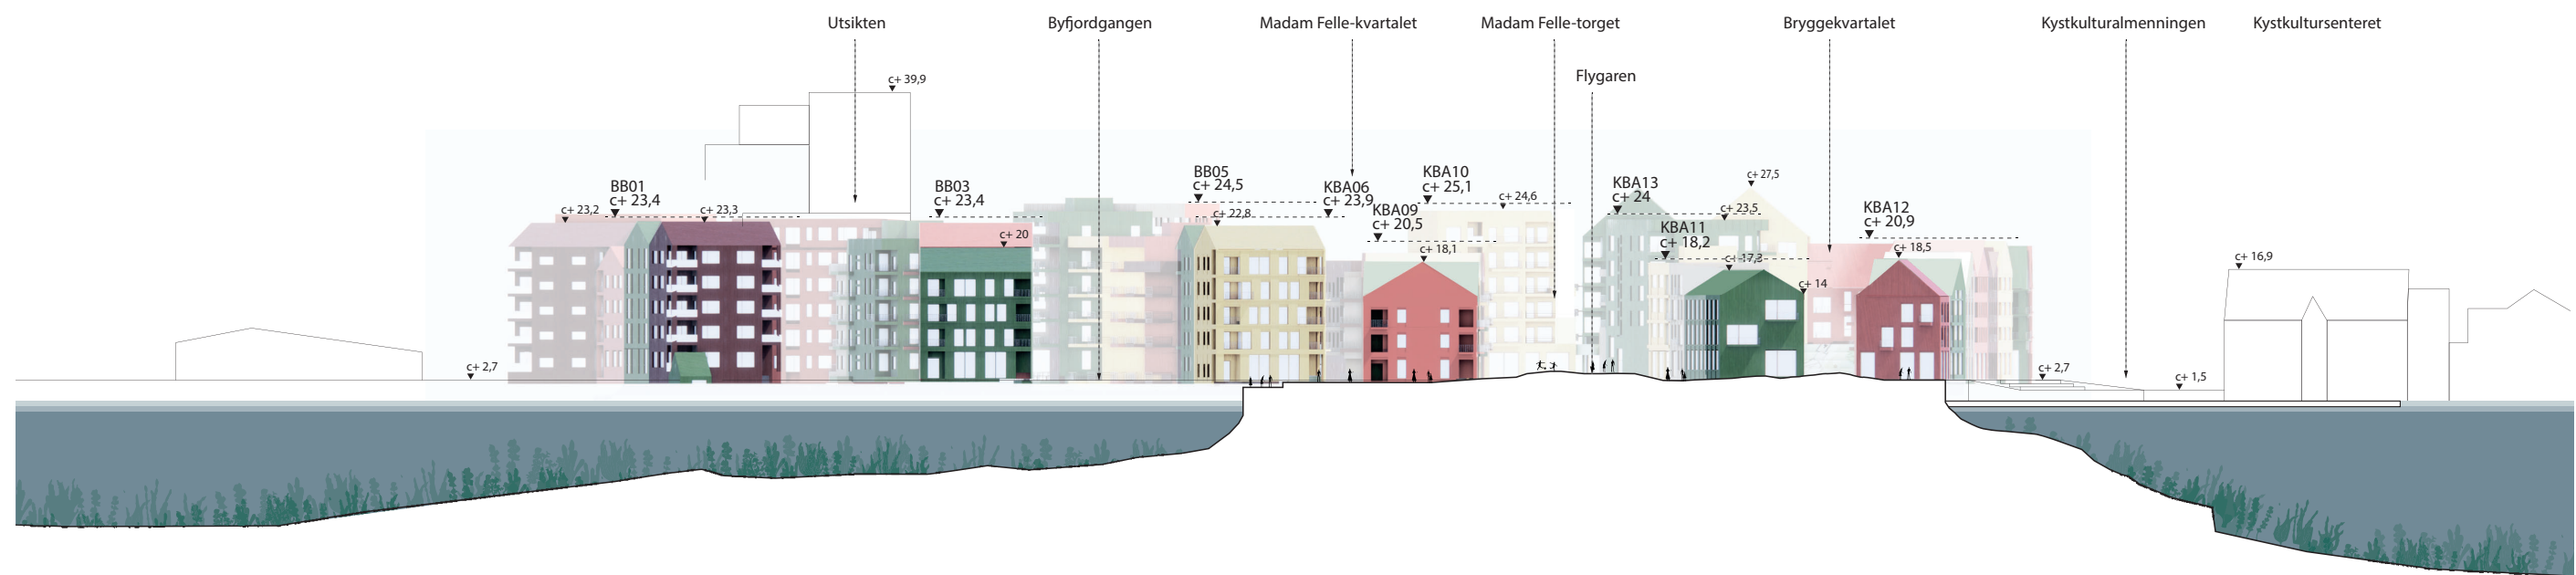 Utsikten
Byfjordgangen
Madam Felle-kvartalet
Madam Felle-torget
Bryggekvartalet
Kystkulturalmenningen
Kystkultursenteret
Flygaren
c+ 39,9
BB01
c+ 23,4
c+ 23,2
c+ 23,3
BB03
c+ 23,4
c+ 20
BB05
c+ 24,5
c+ 22,8
KBA06
c+ 23,9
KBA09
c+ 20,5
c+ 18,1
KBA10
c+ 25,1
c+ 24,6
KBA13
c+ 24
c+ 27,5
c+ 23,5
KBA11
c+ 18,2
c+ 17,3
c+ 14
KBA12
c+ 20,9
c+ 18,5
c+ 16,9
c+ 2,7
c+ 2,7
c+ 1,5